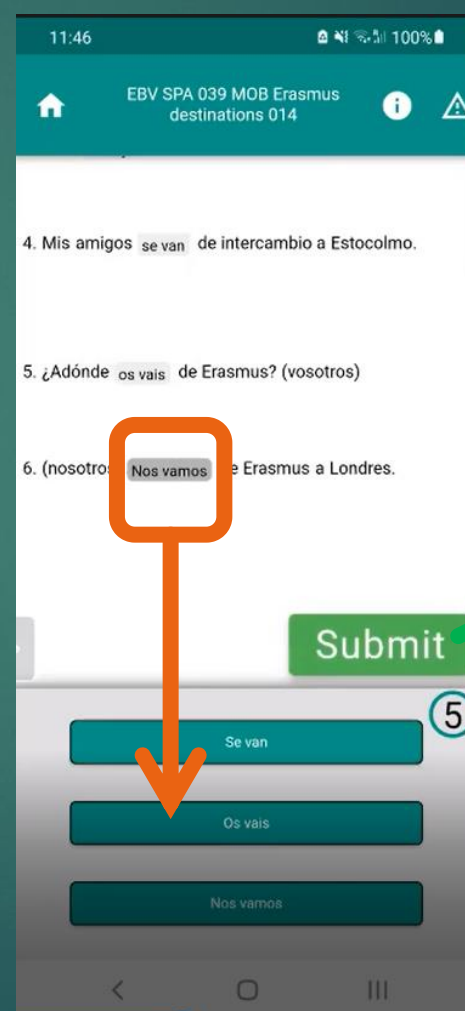 11:46 100%
EBV SPA 039 MOB Erasmus
destinations 014
4. Mis amigos se van de intercambio a Estocolmo.
5. ¿Adónde os vais de Erasmus? (vosotros)
6. (nosotro Nos vamos e Erasmus a Londres.
Submit
5
Se van
Os vais
Nos vamos